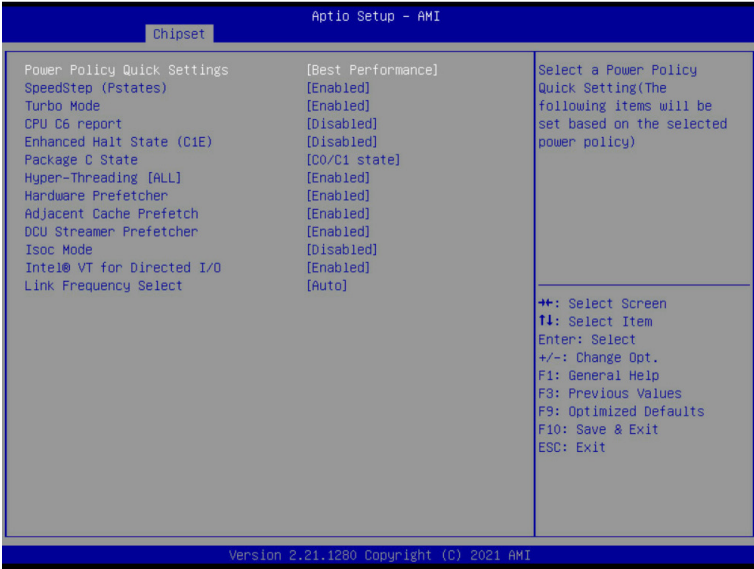 Aptio Setup – AMI
Chipset
Power Policy Quick Settings [Best Performance]
SpeedStep (Pstates) [Enabled]
Turbo Mode [Enabled]
CPU C6 report [Disabled]
Enhanced Halt State (C1E) [Disabled]
Package C State [C0/C1 state]
Hyper-Threading [ALL] [Enabled]
Hardware Prefetcher [Enabled]
Adjacent Cache Prefetch [Enabled]
DCU Streamer Prefetcher [Enabled]
Isoc Mode [Disabled]
Intel® VT for Directed I/O [Enabled]
Link Frequency Select [Auto]
Select a Power Policy
Quick Setting(The
following items will be
set based on the selected
power policy)
→←: Select Screen
↑↓: Select Item
Enter: Select
+/-: Change Opt.
F1: General Help
F3: Previous Values
F9: Optimized Defaults
F10: Save & Exit
ESC: Exit
Version 2.21.1280 Copyright (C) 2021 AMI